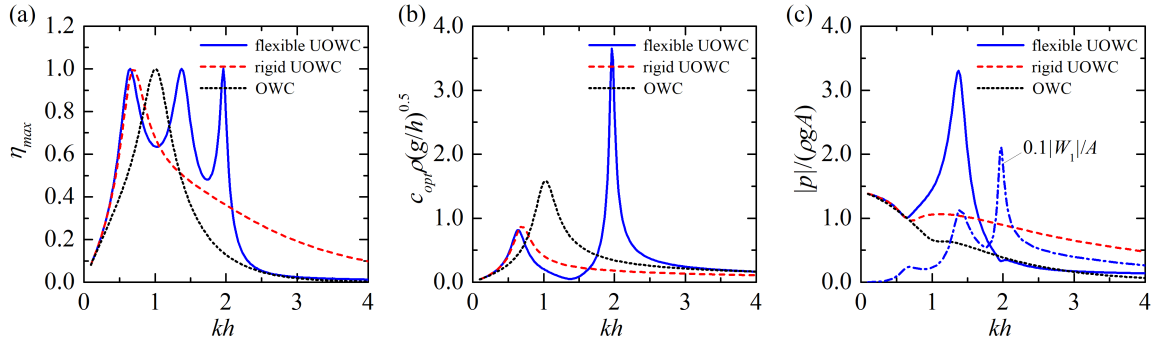 (a)
1.2
1.0
0.8
0.6
0.4
0.2
0.0
η_max
0
1
2
3
4
kh
flexible UOWC
rigid UOWC
OWC
(b)
4.0
3.0
2.0
1.0
0.0
c_opt ρ(g/h)^0.5
0
1
2
3
4
kh
flexible UOWC
rigid UOWC
OWC
(c)
4.0
3.0
2.0
1.0
0.0
|p|/(ρgA)
0
1
2
3
4
kh
flexible UOWC
rigid UOWC
OWC
0.1|W_1|/A